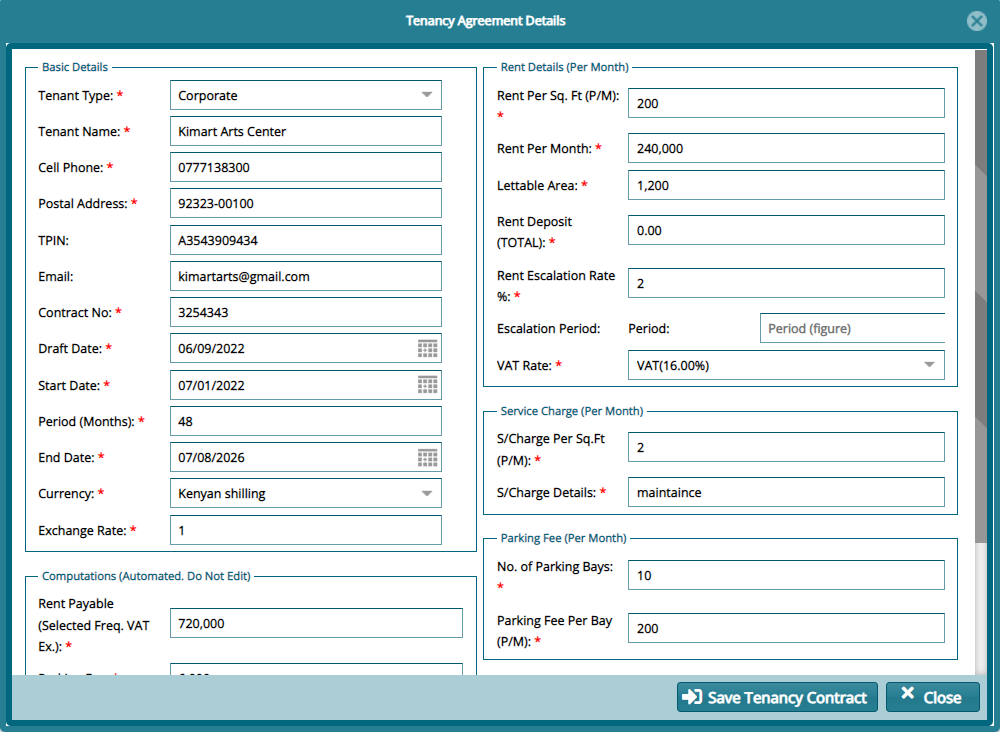 Tenancy Agreement Details
Basic Details
Tenant Type: * Corporate
Tenant Name: * Kimart Arts Center
Cell Phone: * 0777138300
Postal Address: * 92323-00100
TPIN: A3543909434
Email: kimartarts@gmail.com
Contract No: * 3254343
Draft Date: * 06/09/2022
Start Date: * 07/01/2022
Period (Months): * 48
End Date: * 07/08/2026
Currency: * Kenyan shilling
Exchange Rate: * 1
Computations (Automated. Do Not Edit)
Rent Payable
(Selected Freq. VAT 720,000
Ex.): *
Rent Details (Per Month)
Rent Per Sq. Ft (P/M): 200
*
Rent Per Month: * 240,000
Lettable Area: * 1,200
Rent Deposit
(TOTAL): * 0.00
Rent Escalation Rate
%: * 2
Escalation Period: Period: Period (figure)
VAT Rate: * VAT(16.00%)
Service Charge (Per Month)
S/Charge Per Sq.Ft
(P/M): * 2
S/Charge Details: * maintaince
Parking Fee (Per Month)
No. of Parking Bays: 10
*
Parking Fee Per Bay
(P/M): * 200
Save Tenancy Contract
Close